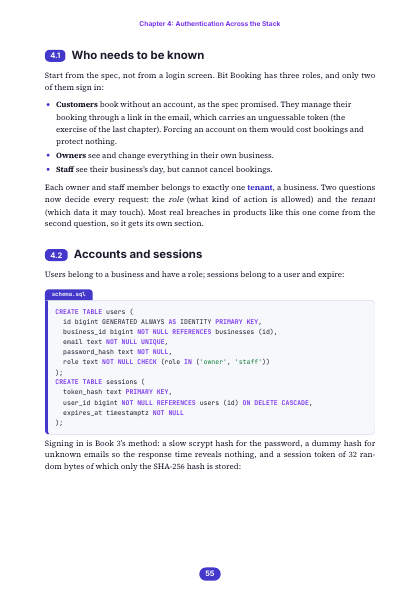 Chapter 4: Authentication Across the Stack
4.1 Who needs to be known
Start from the spec, not from a login screen. Bit Booking has three roles, and only two
of them sign in:
• Customers book without an account, as the spec promised. They manage their
booking through a link in the email, which carries an unguessable token (the
exercise of the last chapter). Forcing an account on them would cost bookings and
protect nothing.
• Owners see and change everything in their own business.
• Staff see their business's day, but cannot cancel bookings.
Each owner and staff member belongs to exactly one tenant, a business. Two questions
now decide every request: the role (what kind of action is allowed) and the tenant
(which data it may touch). Most real breaches in products like this one come from the
second question, so it gets its own section.
4.2 Accounts and sessions
Users belong to a business and have a role; sessions belong to a user and expire:
schema.sql
CREATE TABLE users (
  id bigint GENERATED ALWAYS AS IDENTITY PRIMARY KEY,
  business_id bigint NOT NULL REFERENCES businesses (id),
  email text NOT NULL UNIQUE,
  password_hash text NOT NULL,
  role text NOT NULL CHECK (role IN ('owner', 'staff'))
);
CREATE TABLE sessions (
  token_hash text PRIMARY KEY,
  user_id bigint NOT NULL REFERENCES users (id) ON DELETE CASCADE,
  expires_at timestamptz NOT NULL
);
Signing in is Book 3's method: a slow scrypt hash for the password, a dummy hash for
unknown emails so the response time reveals nothing, and a session token of 32 ran-
dom bytes of which only the SHA-256 hash is stored:
55